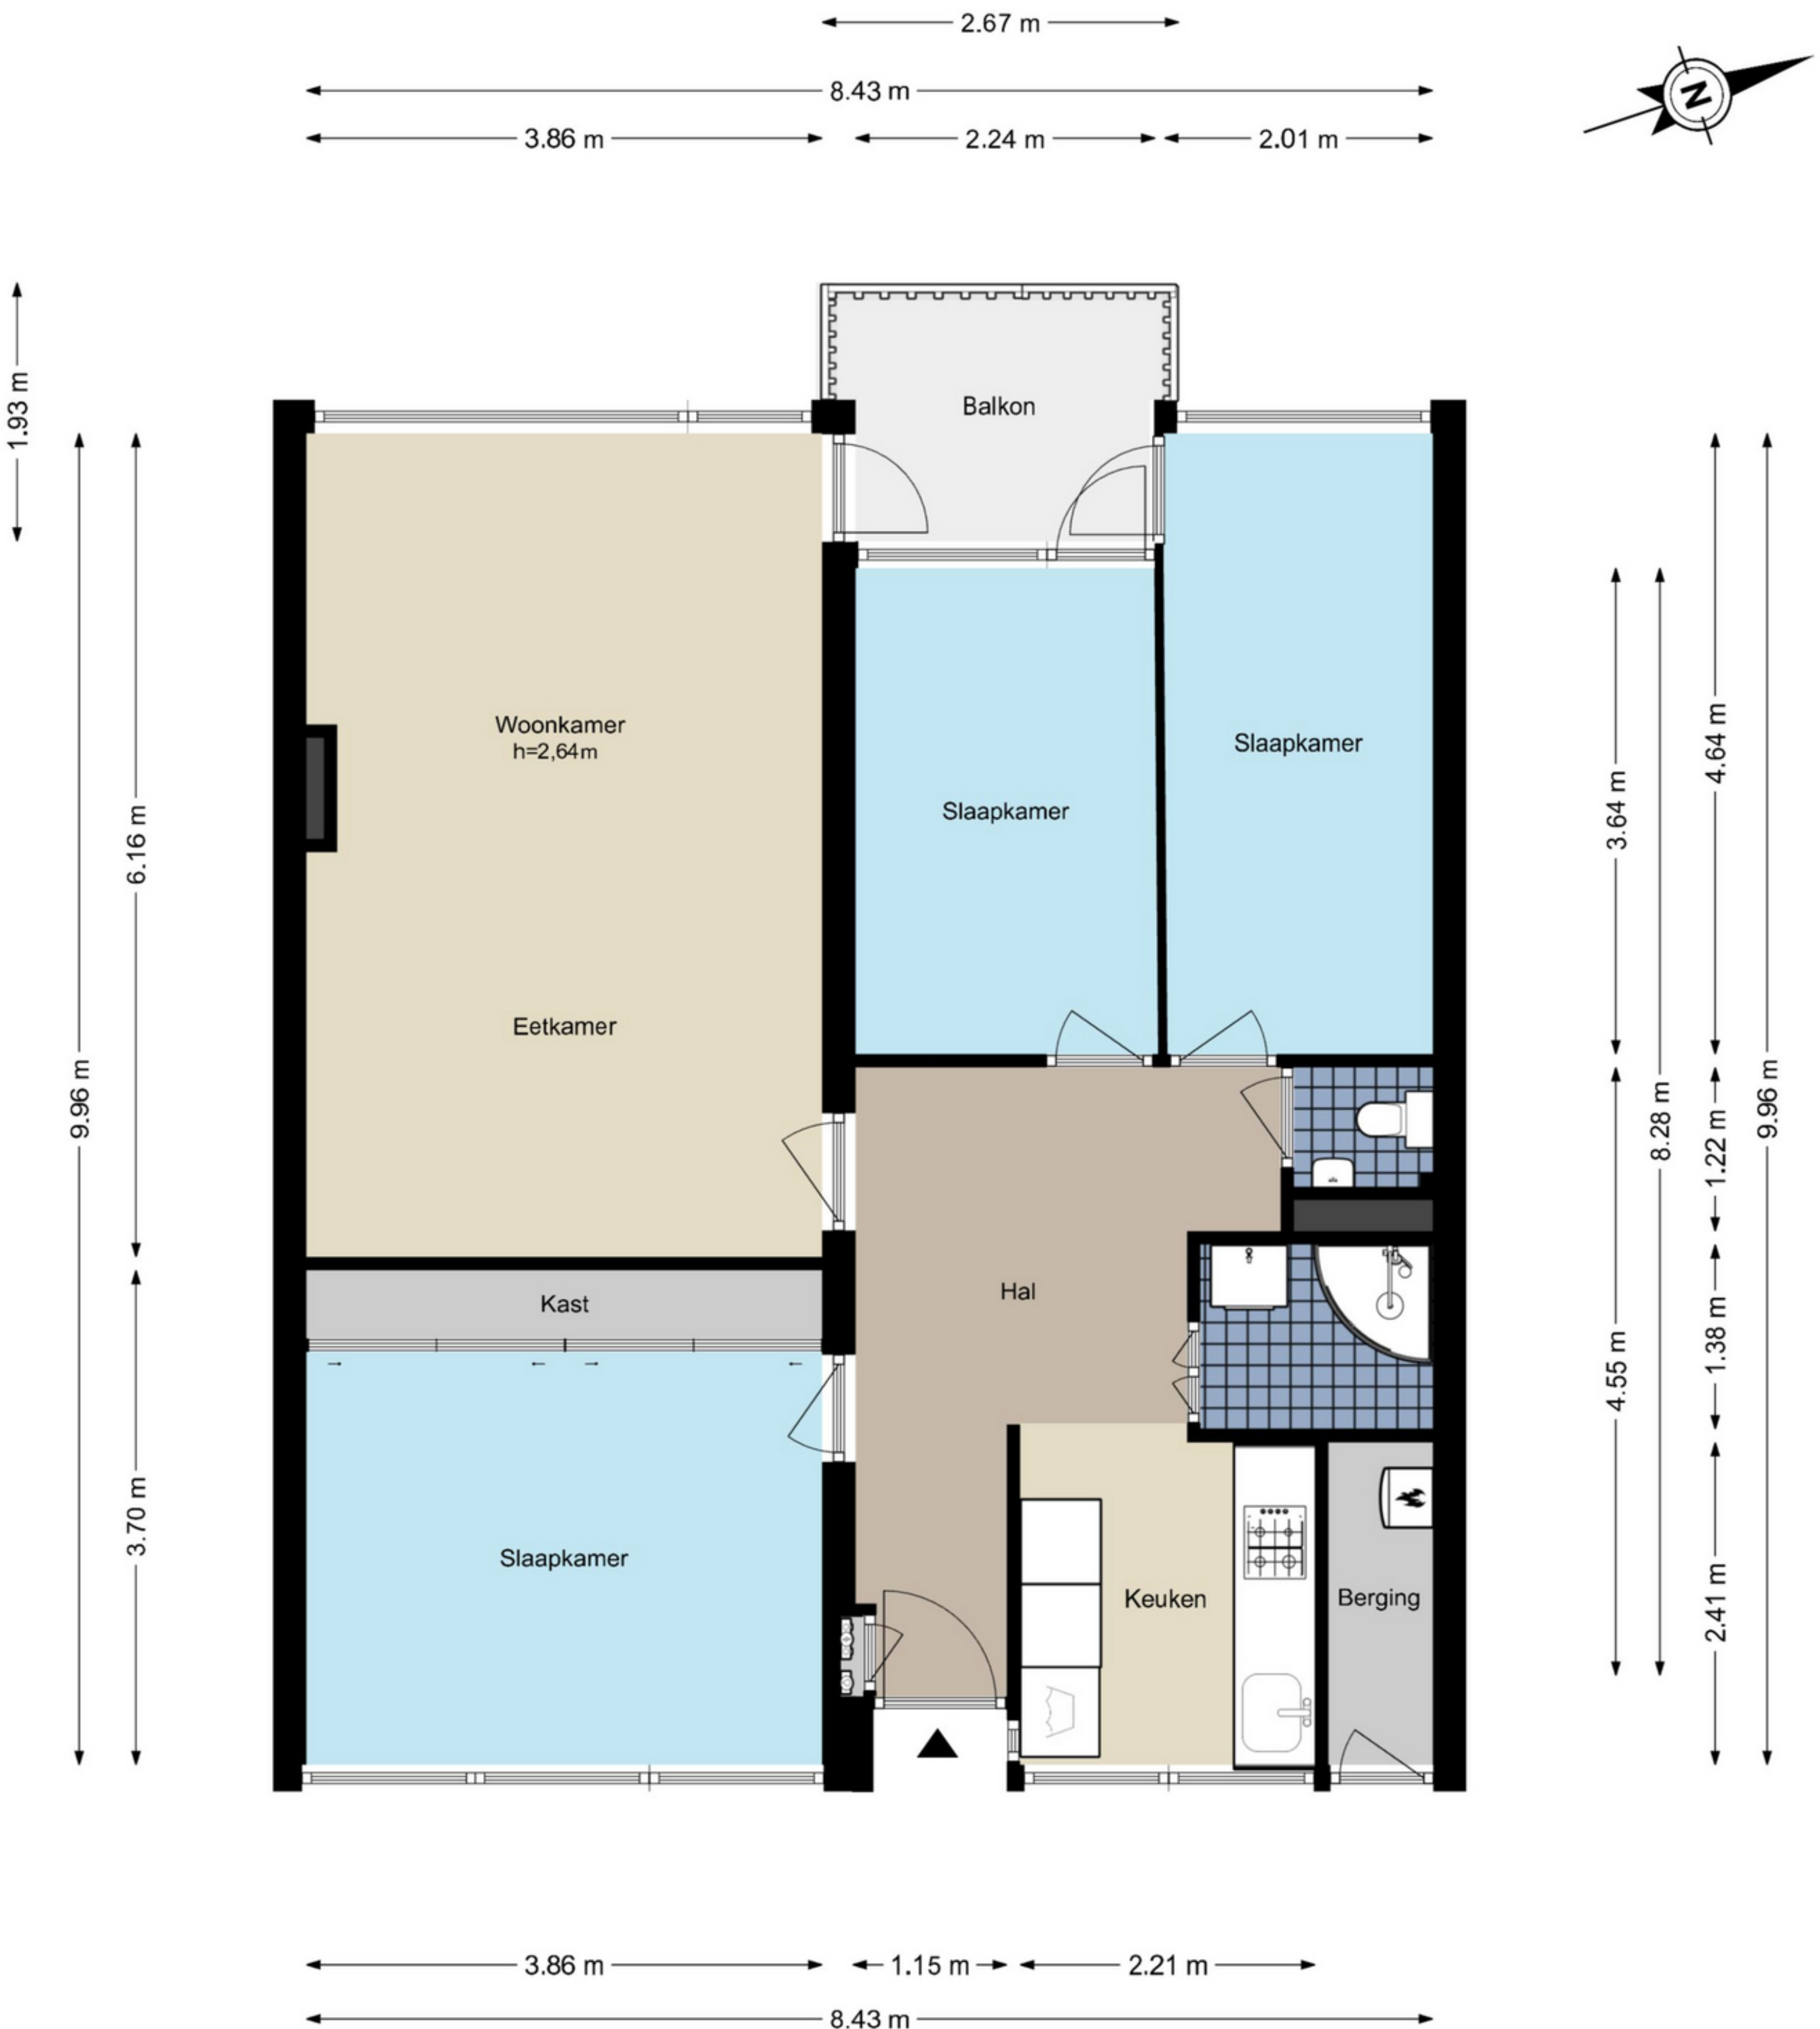 2.67 m
8.43 m
3.86 m
2.24 m
2.01 m
N
1.93 m
Balkon
Woonkamer
h=2,64m
Slaapkamer
Slaapkamer
4.64 m
3.64 m
6.16 m
Eetkamer
9.96 m
8.28 m
1.22 m
9.96 m
Kast
Hal
1.38 m
4.55 m
3.70 m
Slaapkamer
Keuken
Berging
2.41 m
3.86 m
1.15 m
2.21 m
8.43 m